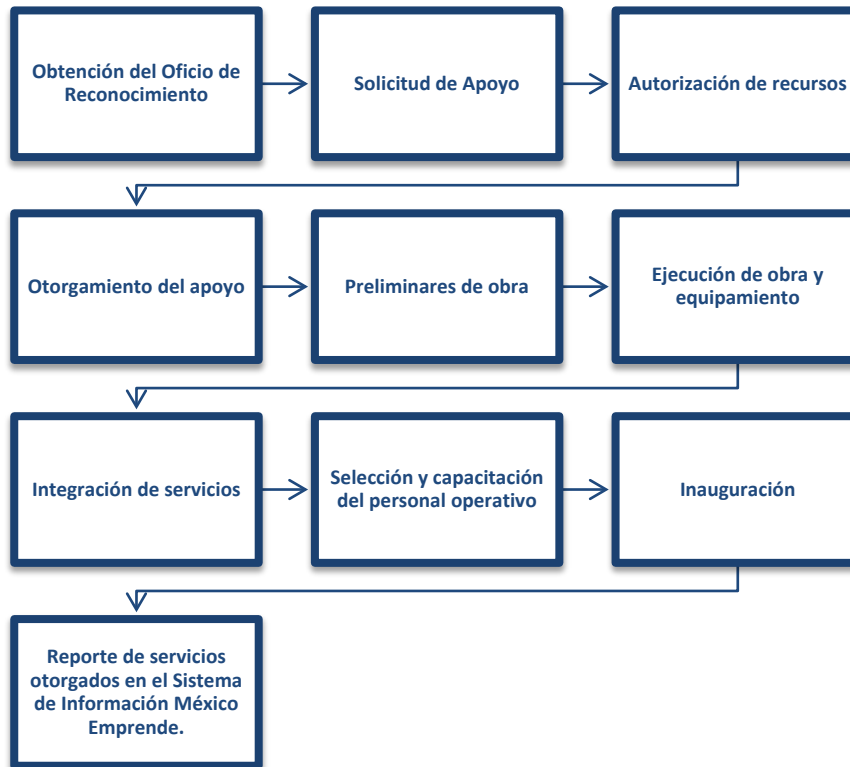 Obtención del Oficio de
Reconocimiento
Solicitud de Apoyo
Autorización de recursos
Otorgamiento del apoyo
Preliminares de obra
Ejecución de obra y
equipamiento
Integración de servicios
Selección y capacitación
del personal operativo
Inauguración
Reporte de servicios
otorgados en el Sistema
de Información México
Emprende.